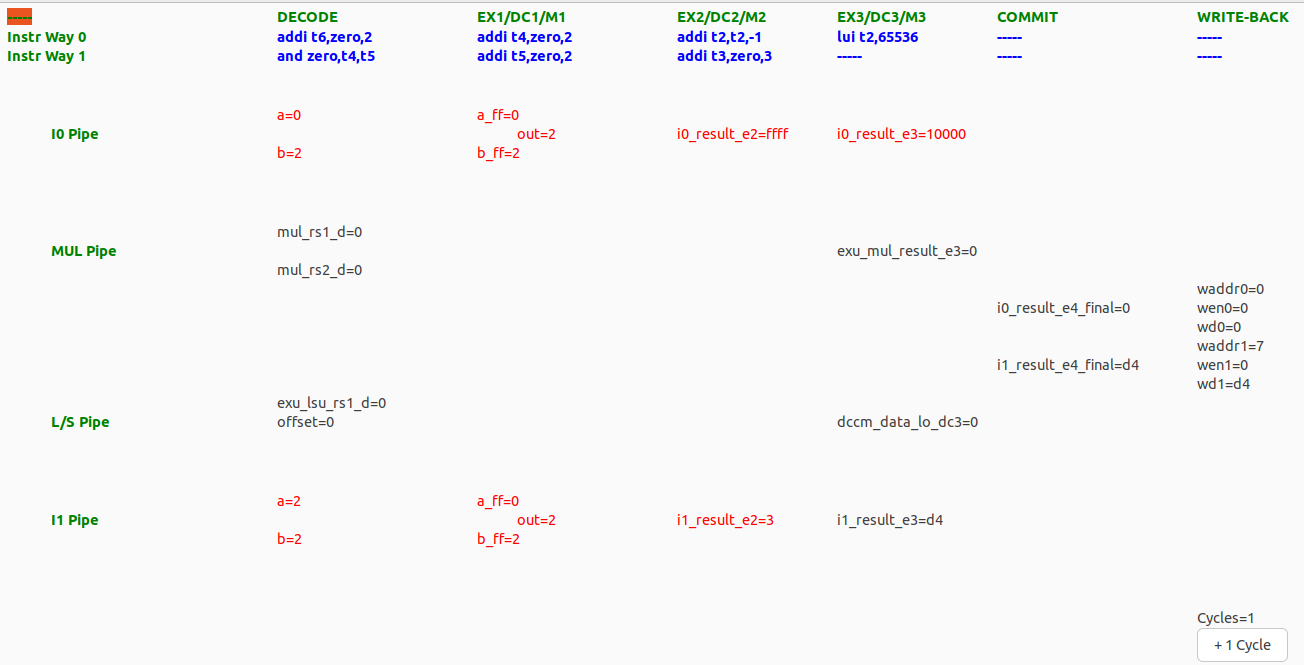 ----- DECODE EX1/DC1/M1 EX2/DC2/M2 EX3/DC3/M3 COMMIT WRITE-BACK
Instr Way 0 addi t6,zero,2 addi t4,zero,2 addi t2,t2,-1 lui t2,65536 ----- -----
Instr Way 1 and zero,t4,t5 addi t5,zero,2 addi t3,zero,3 ----- ----- -----
a=0 a_ff=0
I0 Pipe out=2 i0_result_e2=ffff i0_result_e3=10000
b=2 b_ff=2
mul_rs1_d=0
MUL Pipe exu_mul_result_e3=0
mul_rs2_d=0
waddr0=0
i0_result_e4_final=0 wen0=0
wd0=0
waddr1=7
i1_result_e4_final=d4 wen1=0
wd1=d4
exu_lsu_rs1_d=0
L/S Pipe offset=0 dccm_data_lo_dc3=0
a=2 a_ff=0
I1 Pipe out=2 i1_result_e2=3 i1_result_e3=d4
b=2 b_ff=2
Cycles=1
+ 1 Cycle